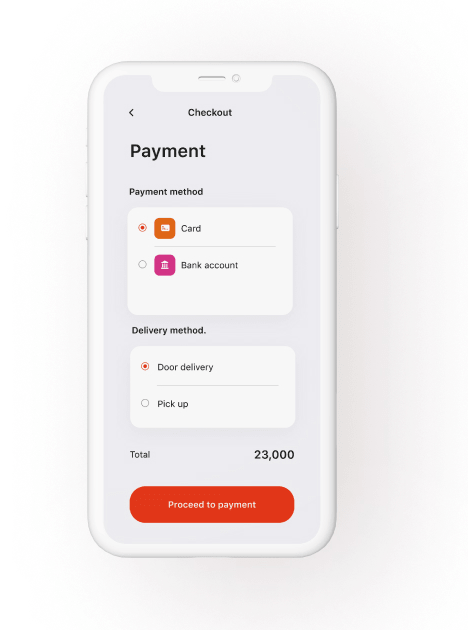 Checkout
Payment
Payment method
Card
Bank account
Delivery method.
Door delivery
Pick up
Total 23,000
Proceed to payment